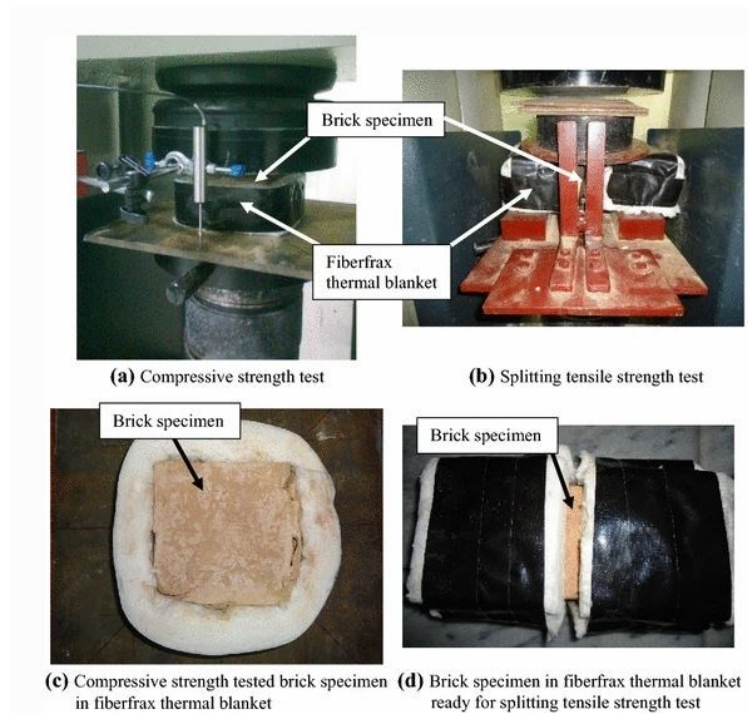 Brick specimen
Fiberfrax
thermal blanket
(a) Compressive strength test
(b) Splitting tensile strength test
Brick specimen
Brick specimen
(c) Compressive strength tested brick specimen
in fiberfrax thermal blanket
(d) Brick specimen in fiberfrax thermal blanket
ready for splitting tensile strength test